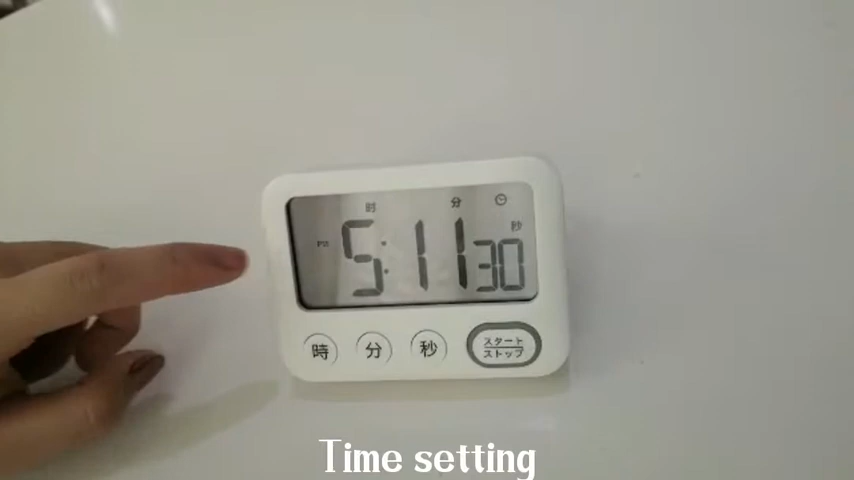 时 分
秒
PM 5:11 30
時 分 秒 スタート
ストップ
Time setting